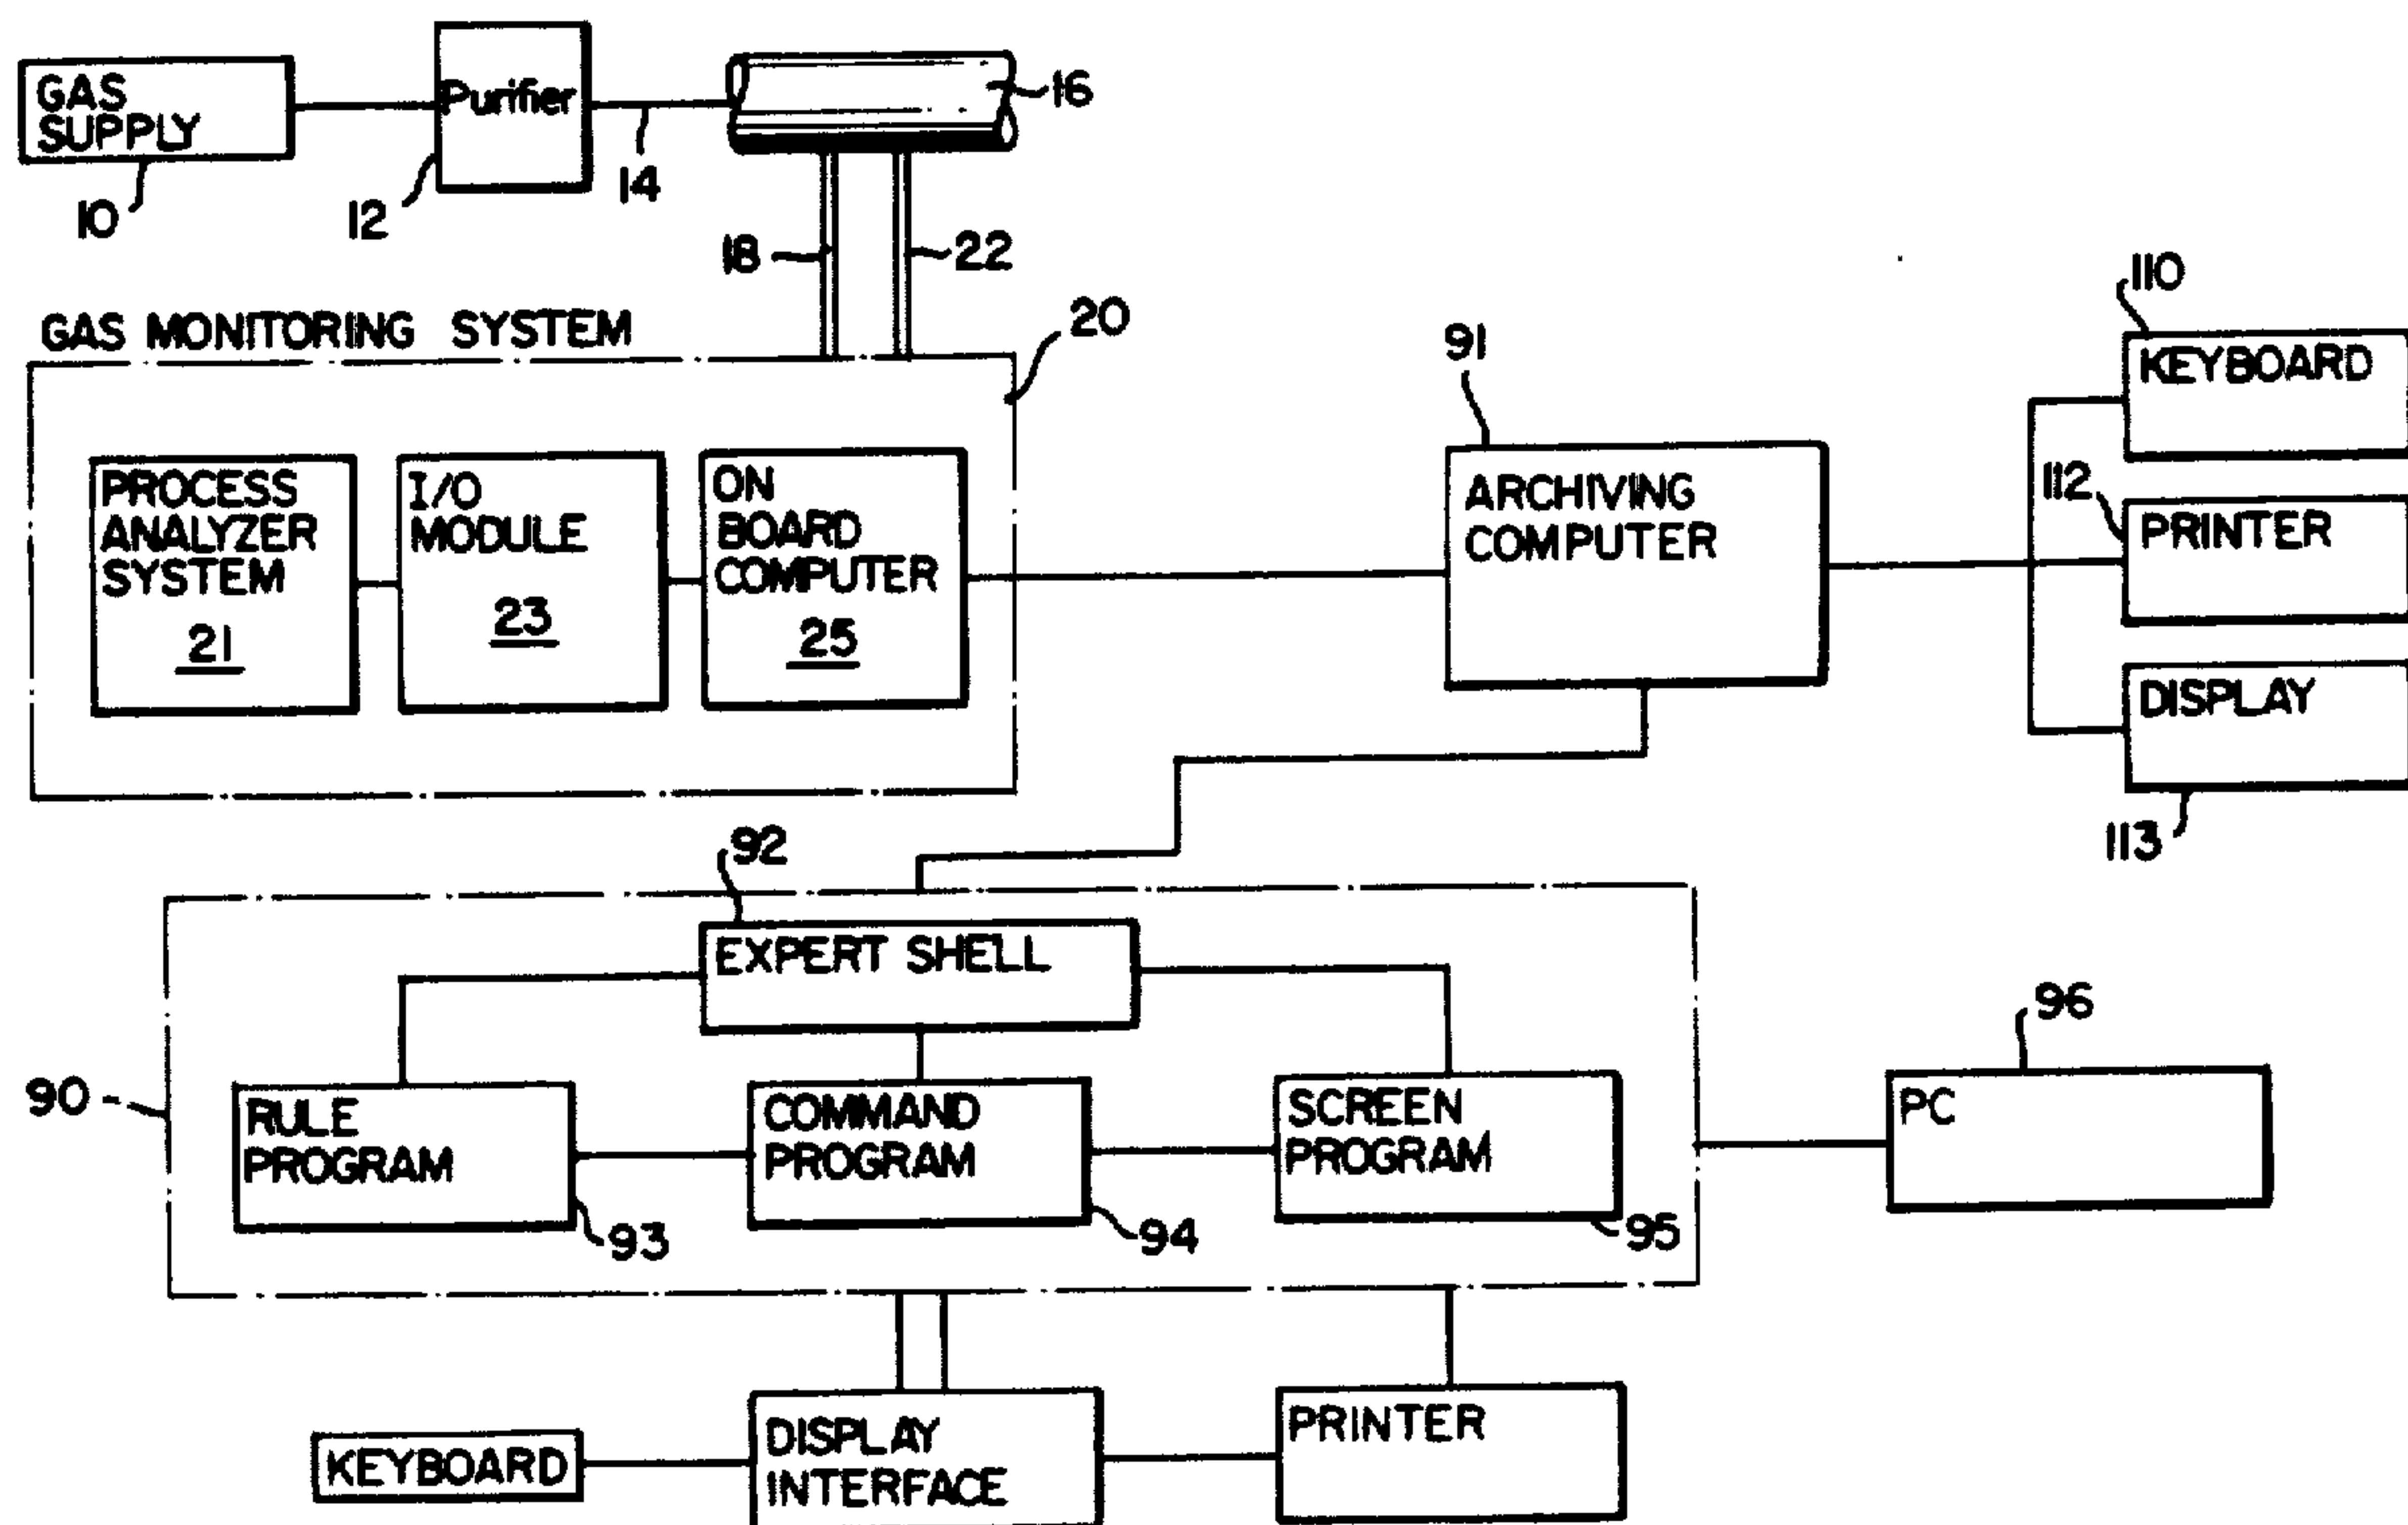 GAS
SUPPLY
10
Purifier
12
14
16
18
22
GAS MONITORING SYSTEM
20
PROCESS
ANALYZER
SYSTEM
21
I/O
MODULE
23
ON
BOARD
COMPUTER
25
91
ARCHIVING
COMPUTER
110
KEYBOARD
112
PRINTER
DISPLAY
113
92
EXPERT SHELL
90
RULE
PROGRAM
93
COMMAND
PROGRAM
94
SCREEN
PROGRAM
95
96
PC
KEYBOARD
DISPLAY
INTERFACE
PRINTER